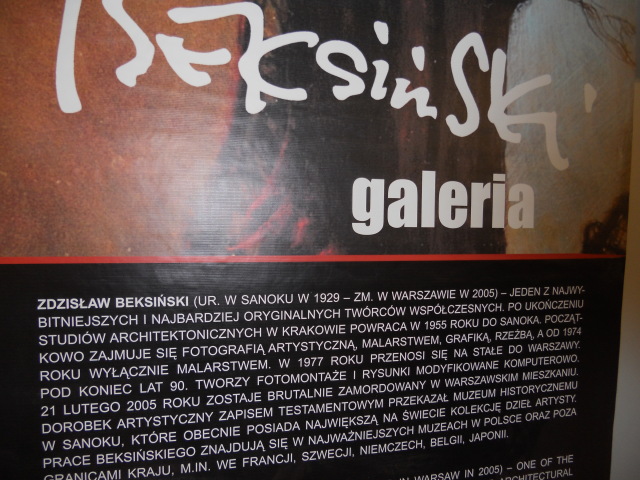 BEKSIŃSKI
galeria
ZDZISŁAW BEKSIŃSKI (UR. W SANOKU W 1929 – ZM. W WARSZAWIE W 2005) – JEDEN Z NAJWY-
BITNIEJSZYCH I NAJBARDZIEJ ORYGINALNYCH TWÓRCÓW WSPÓŁCZESNYCH. PO UKOŃCZENIU
STUDIÓW ARCHITEKTONICZNYCH W KRAKOWIE POWRACA W 1955 ROKU DO SANOKA. POCZĄT-
KOWO ZAJMUJE SIĘ FOTOGRAFIĄ ARTYSTYCZNĄ, MALARSTWEM, GRAFIKĄ, RZEŹBĄ, A OD 1974
ROKU WYŁĄCZNIE MALARSTWEM. W 1977 ROKU PRZENOSI SIĘ NA STAŁE DO WARSZAWY.
POD KONIEC LAT 90. TWORZY FOTOMONTAŻE I RYSUNKI MODYFIKOWANE KOMPUTEROWO.
21 LUTEGO 2005 ROKU ZOSTAJE BRUTALNIE ZAMORDOWANY W WARSZAWSKIM MIESZKANIU.
DOROBEK ARTYSTYCZNY ZAPISEM TESTAMENTOWYM PRZEKAZAŁ MUZEUM HISTORYCZNEMU
W SANOKU, KTÓRE OBECNIE POSIADA NAJWIĘKSZĄ NA ŚWIECIE KOLEKCJĘ DZIEŁ ARTYSTY.
PRACE BEKSIŃSKIEGO ZNAJDUJĄ SIĘ W NAJWAŻNIEJSZYCH MUZEACH W POLSCE ORAZ POZA
GRANICAMI KRAJU, M.IN. WE FRANCJI, SZWECJI, NIEMCZECH, BELGII, JAPONII.
IN WARSAW IN 2005) – ONE OF THE
ARCHITECTURAL